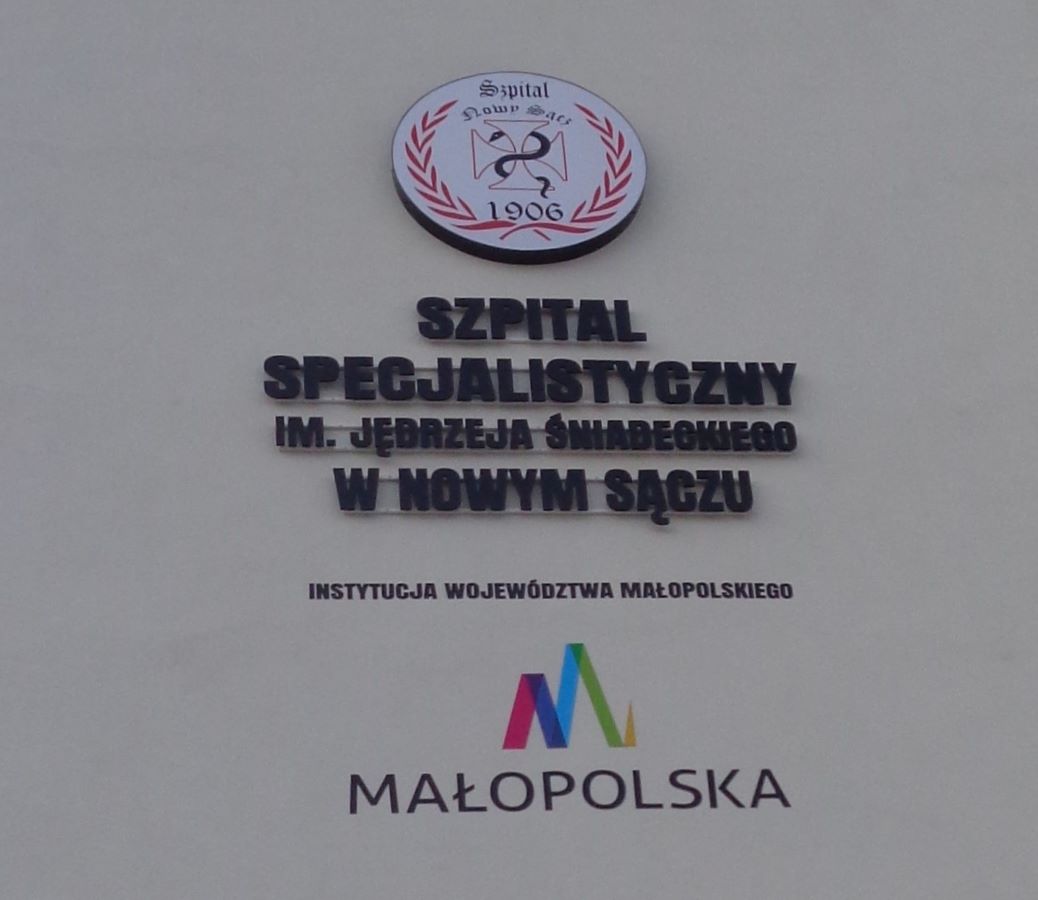 Szpital
Nowy Sącz
1906
SZPITAL
SPECJALISTYCZNY
IM. JĘDRZEJA ŚNIADECKIEGO
W NOWYM SĄCZU
INSTYTUCJA WOJEWÓDZTWA MAŁOPOLSKIEGO
MAŁOPOLSKA